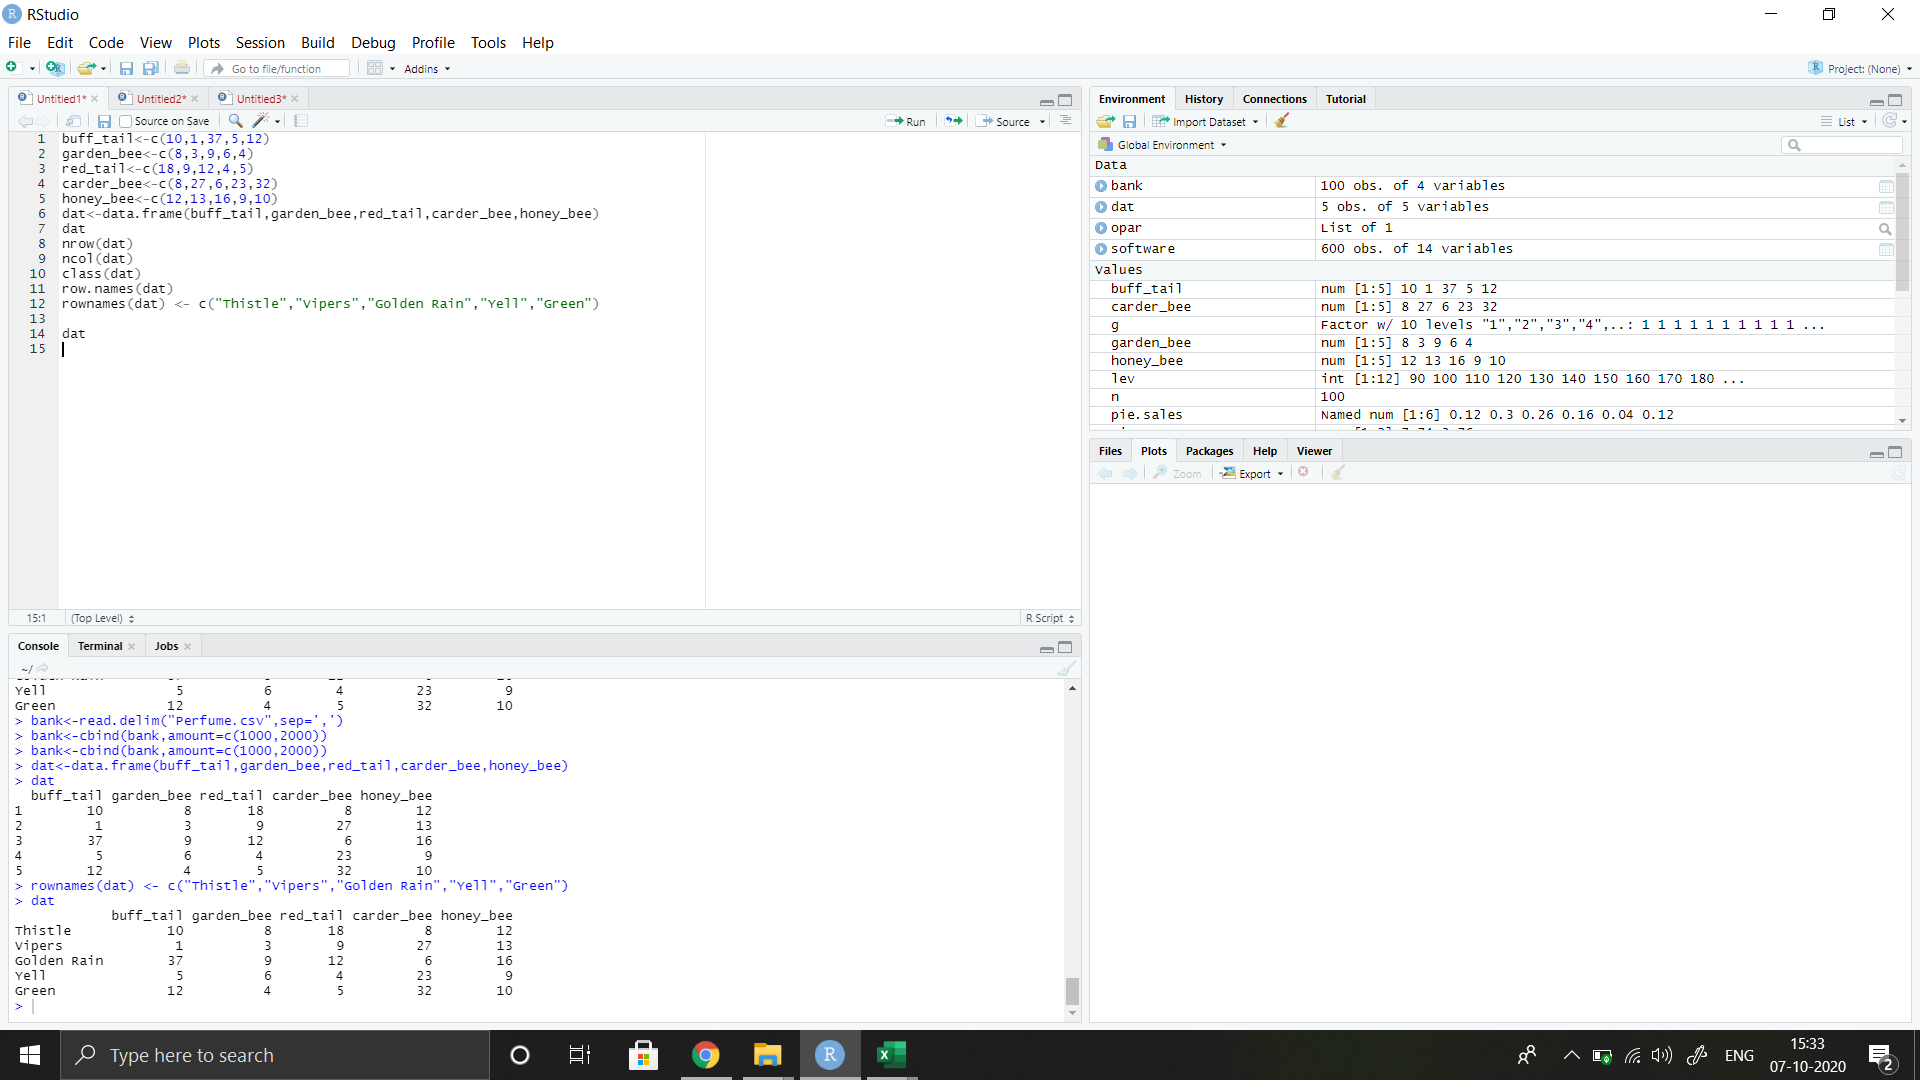 RStudio
File Edit Code View Plots Session Build Debug Profile Tools Help
Go to file/function Addins Project: (None)
Untitled1* Untitled2* Untitled3*
Source on Save Run Source
1 buff_tail<-c(10,1,37,5,12)
2 garden_bee<-c(8,3,9,6,4)
3 red_tail<-c(18,9,12,4,5)
4 carder_bee<-c(8,27,6,23,32)
5 honey_bee<-c(12,13,16,9,10)
6 dat<-data.frame(buff_tail,garden_bee,red_tail,carder_bee,honey_bee)
7 dat
8 nrow(dat)
9 ncol(dat)
10 class(dat)
11 row.names(dat)
12 rownames(dat) <- c("Thistle","Vipers","Golden Rain","Yell","Green")
13
14 dat
15
15:1 (Top Level) R Script
Console Terminal Jobs
~/
Yell 5 6 4 23 9
Green 12 4 5 32 10
> bank<-read.delim("Perfume.csv",sep=',')
> bank<-cbind(bank,amount=c(1000,2000))
> bank<-cbind(bank,amount=c(1000,2000))
> dat<-data.frame(buff_tail,garden_bee,red_tail,carder_bee,honey_bee)
> dat
buff_tail garden_bee red_tail carder_bee honey_bee
1 10 8 18 8 12
2 1 3 9 27 13
3 37 9 12 6 16
4 5 6 4 23 9
5 12 4 5 32 10
> rownames(dat) <- c("Thistle","Vipers","Golden Rain","Yell","Green")
> dat
buff_tail garden_bee red_tail carder_bee honey_bee
Thistle 10 8 18 8 12
Vipers 1 3 9 27 13
Golden Rain 37 9 12 6 16
Yell 5 6 4 23 9
Green 12 4 5 32 10
>
Environment History Connections Tutorial
Import Dataset List
Global Environment
Data
bank 100 obs. of 4 variables
dat 5 obs. of 5 variables
opar List of 1
software 600 obs. of 14 variables
Values
buff_tail num [1:5] 10 1 37 5 12
carder_bee num [1:5] 8 27 6 23 32
g Factor w/ 10 levels "1","2","3","4",..: 1 1 1 1 1 1 1 1 1 1 ...
garden_bee num [1:5] 8 3 9 6 4
honey_bee num [1:5] 12 13 16 9 10
lev int [1:12] 90 100 110 120 130 140 150 160 170 180 ...
n 100
pie.sales Named num [1:6] 0.12 0.3 0.26 0.16 0.04 0.12
Files Plots Packages Help Viewer
Zoom Export
Type here to search
ENG
15:33
07-10-2020
2